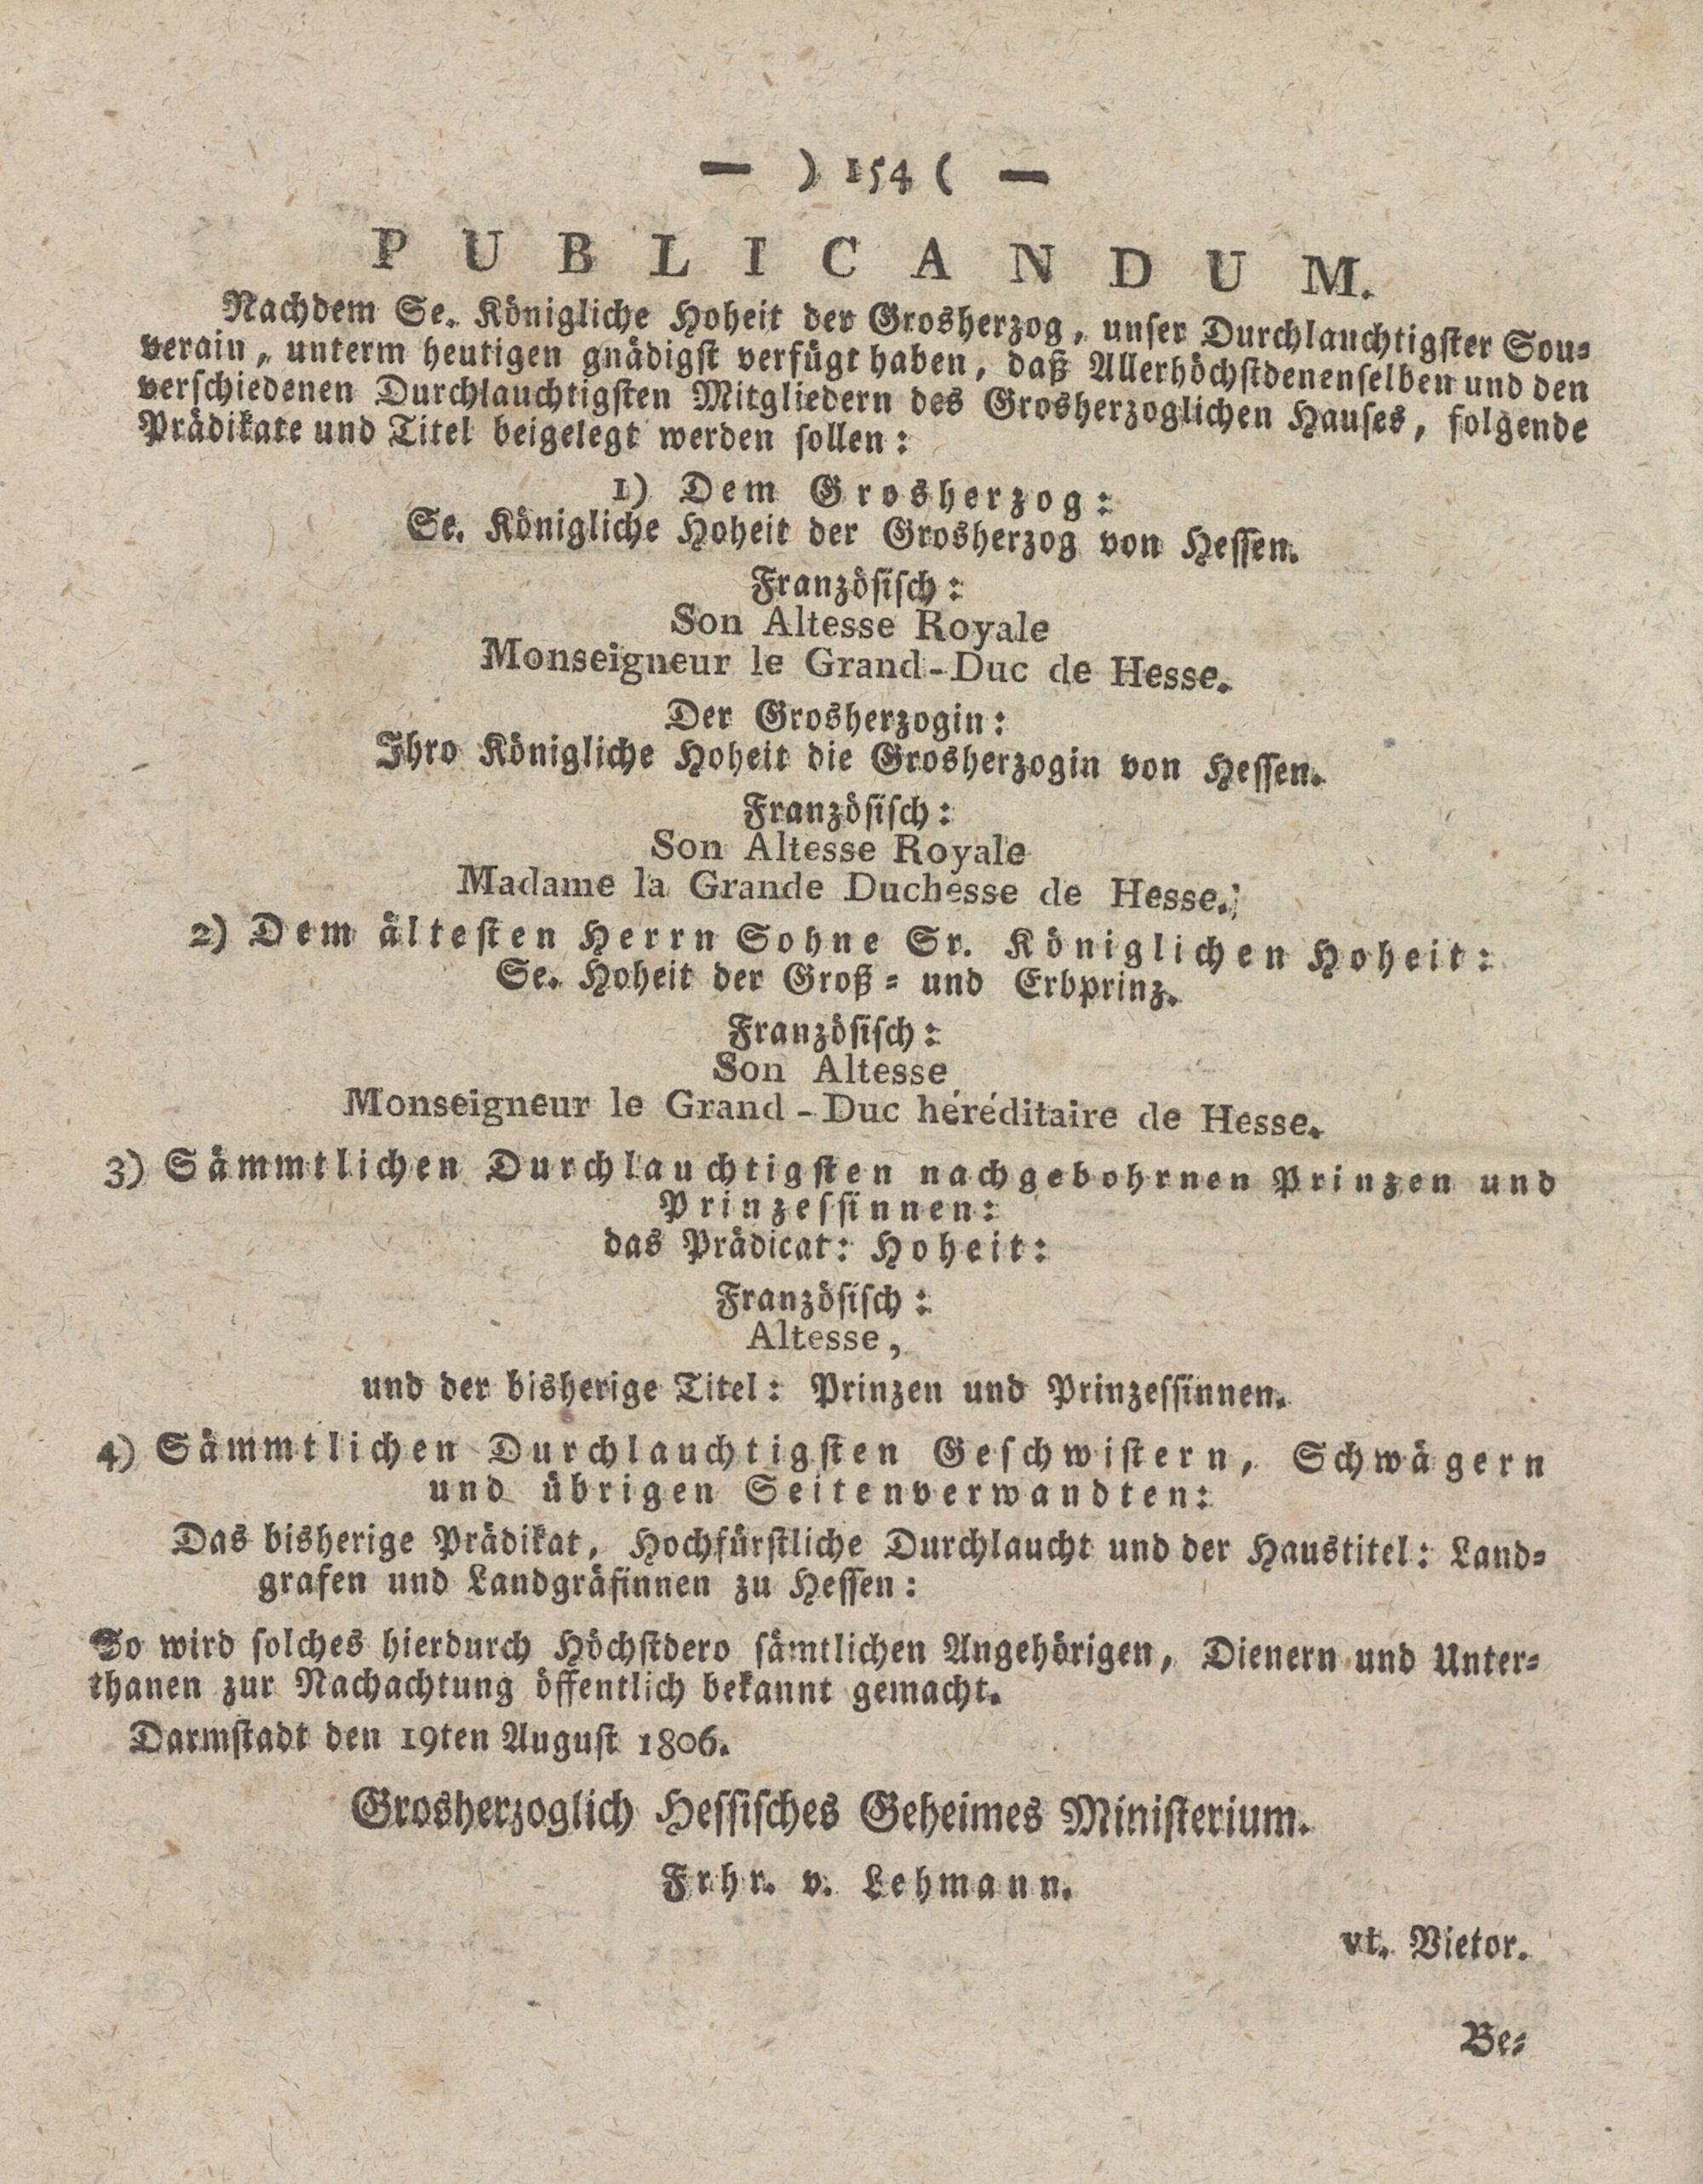 — ) 154 ( —
PUBLICANDUM.
Nachdem Se. Königliche Hoheit der Grosherzog, unser Durchlauchtigster Sou-
verain, unterm heutigen gnädigst verfügt haben, daß Allerhöchstdenenselben und den
verschiedenen Durchlauchtigsten Mitgliedern des Grosherzoglichen Hauses, folgende
Prädikate und Titel beigelegt werden sollen:
1) Dem Grosherzog:
Se. Königliche Hoheit der Grosherzog von Hessen.
Französisch:
Son Altesse Royale
Monseigneur le Grand-Duc de Hesse.
Der Grosherzogin:
Ihro Königliche Hoheit die Grosherzogin von Hessen.
Französisch:
Son Altesse Royale
Madame la Grande Duchesse de Hesse.;
2) Dem ältesten Herrn Sohne Sr. Königlichen Hoheit:
Se. Hoheit der Groß- und Erbprinz.
Französisch:
Son Altesse
Monseigneur le Grand-Duc héréditaire de Hesse.
3) Sämmtlichen Durchlauchtigsten nachgebohrnen Prinzen und
Prinzessinnen:
das Prädicat: Hoheit:
Französisch:
Altesse,
und der bisherige Titel: Prinzen und Prinzessinnen.
4) Sämmtlichen Durchlauchtigsten Geschwistern, Schwägern
und übrigen Seitenverwandten:
Das bisherige Prädikat, Hochfürstliche Durchlaucht und der Haustitel: Land-
grafen und Landgräfinnen zu Hessen:
So wird solches hierdurch Höchstdero sämtlichen Angehörigen, Dienern und Unter-
thanen zur Nachachtung öffentlich bekannt gemacht.
Darmstadt den 19ten August 1806.
Grosherzoglich Hessisches Geheimes Ministerium.
Frhr. v. Lehmann.
vt. Vietor.
Be-